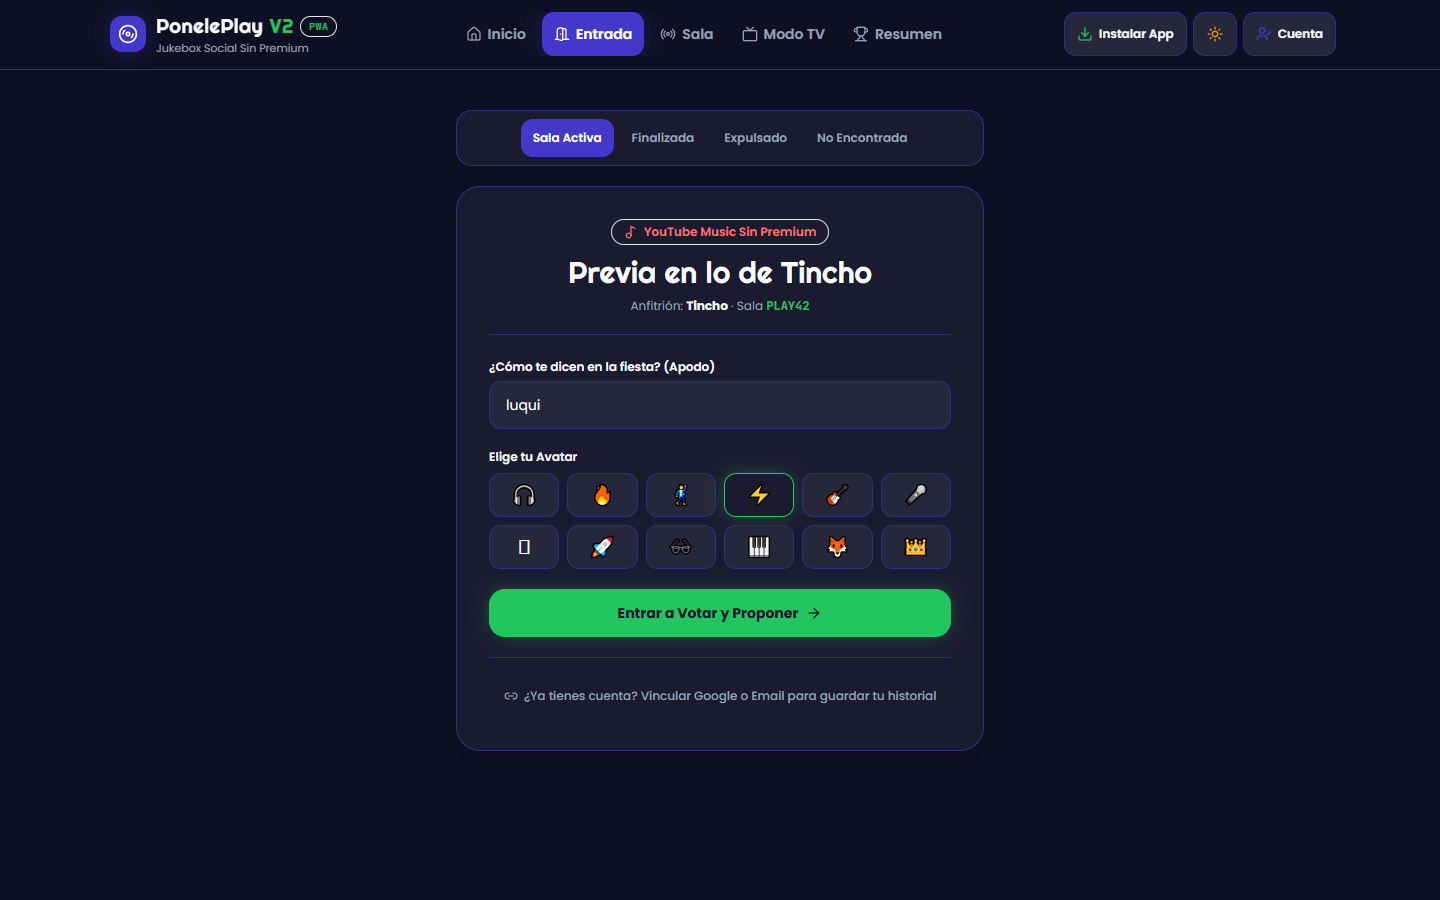 PonelePlay V2 PWA
Jukebox Social Sin Premium
Inicio
Entrada
Sala
Modo TV
Resumen
Instalar App
Cuenta
Sala Activa
Finalizada
Expulsado
No Encontrada
YouTube Music Sin Premium
Previa en lo de Tincho
Anfitrión: Tincho · Sala PLAY42
¿Cómo te dicen en la fiesta? (Apodo)
luqui
Elige tu Avatar
Entrar a Votar y Proponer →
¿Ya tienes cuenta? Vincular Google o Email para guardar tu historial